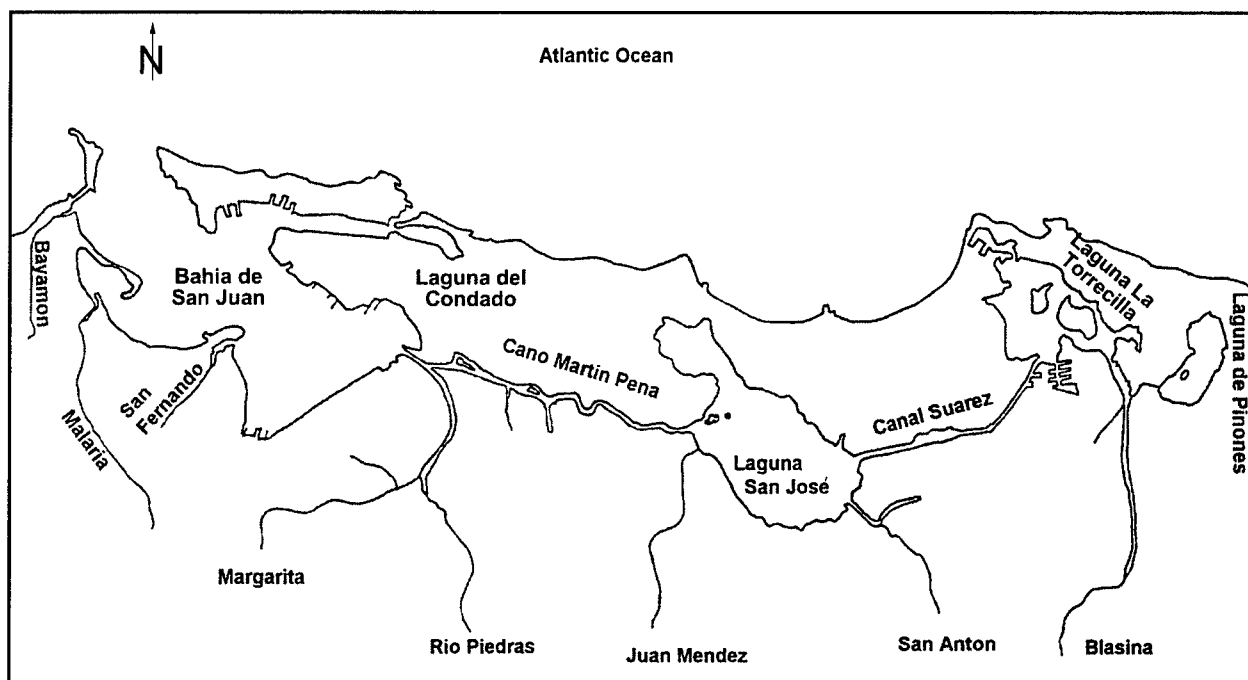 N
Atlantic Ocean
Bayamon
Bahia de
San Juan
Laguna del
Condado
Laguna La
Torrecilla
Laguna de Pinones
Cano Martin Pena
San
Fernando
Malaria
Canal Suarez
Laguna
San José
Margarita
Rio Piedras
Juan Mendez
San Anton
Blasina